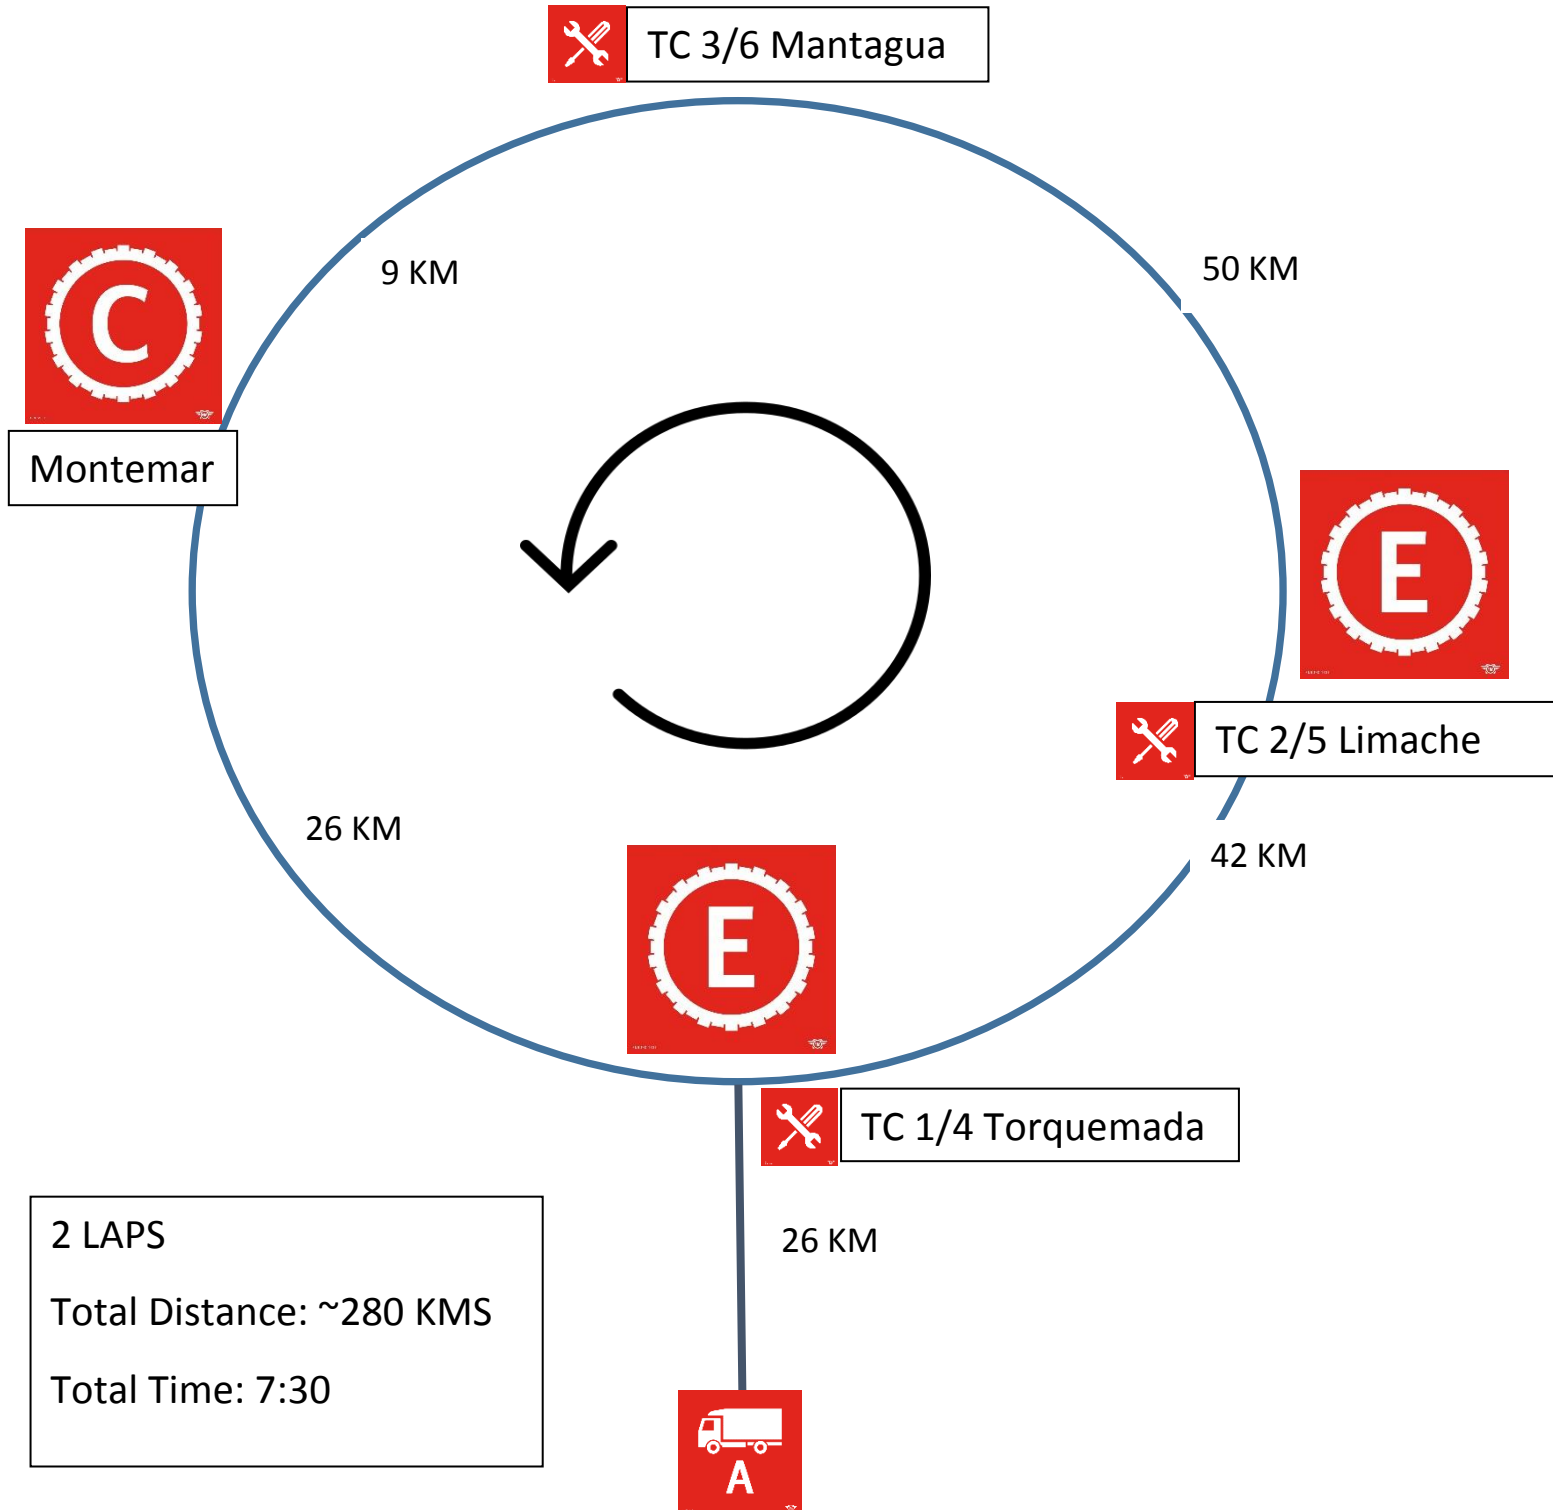 TC 3/6 Mantagua
9 KM
50 KM
C
Montemar
E
TC 2/5 Limache
26 KM
42 KM
E
TC 1/4 Torquemada
2 LAPS
Total Distance: ~280 KMS
Total Time: 7:30
26 KM
A